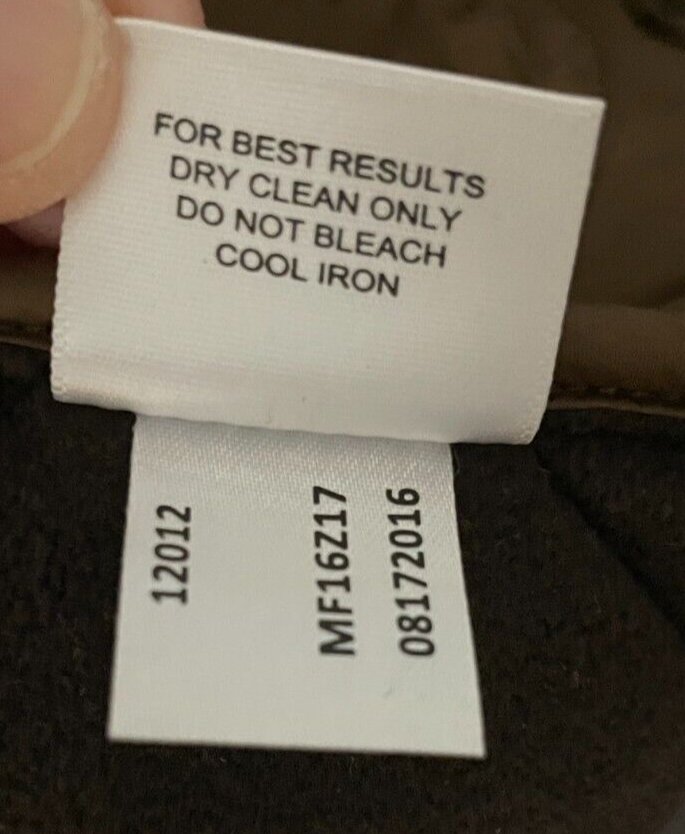 FOR BEST RESULTS
DRY CLEAN ONLY
DO NOT BLEACH
COOL IRON
12012
MF16Z17
08172016